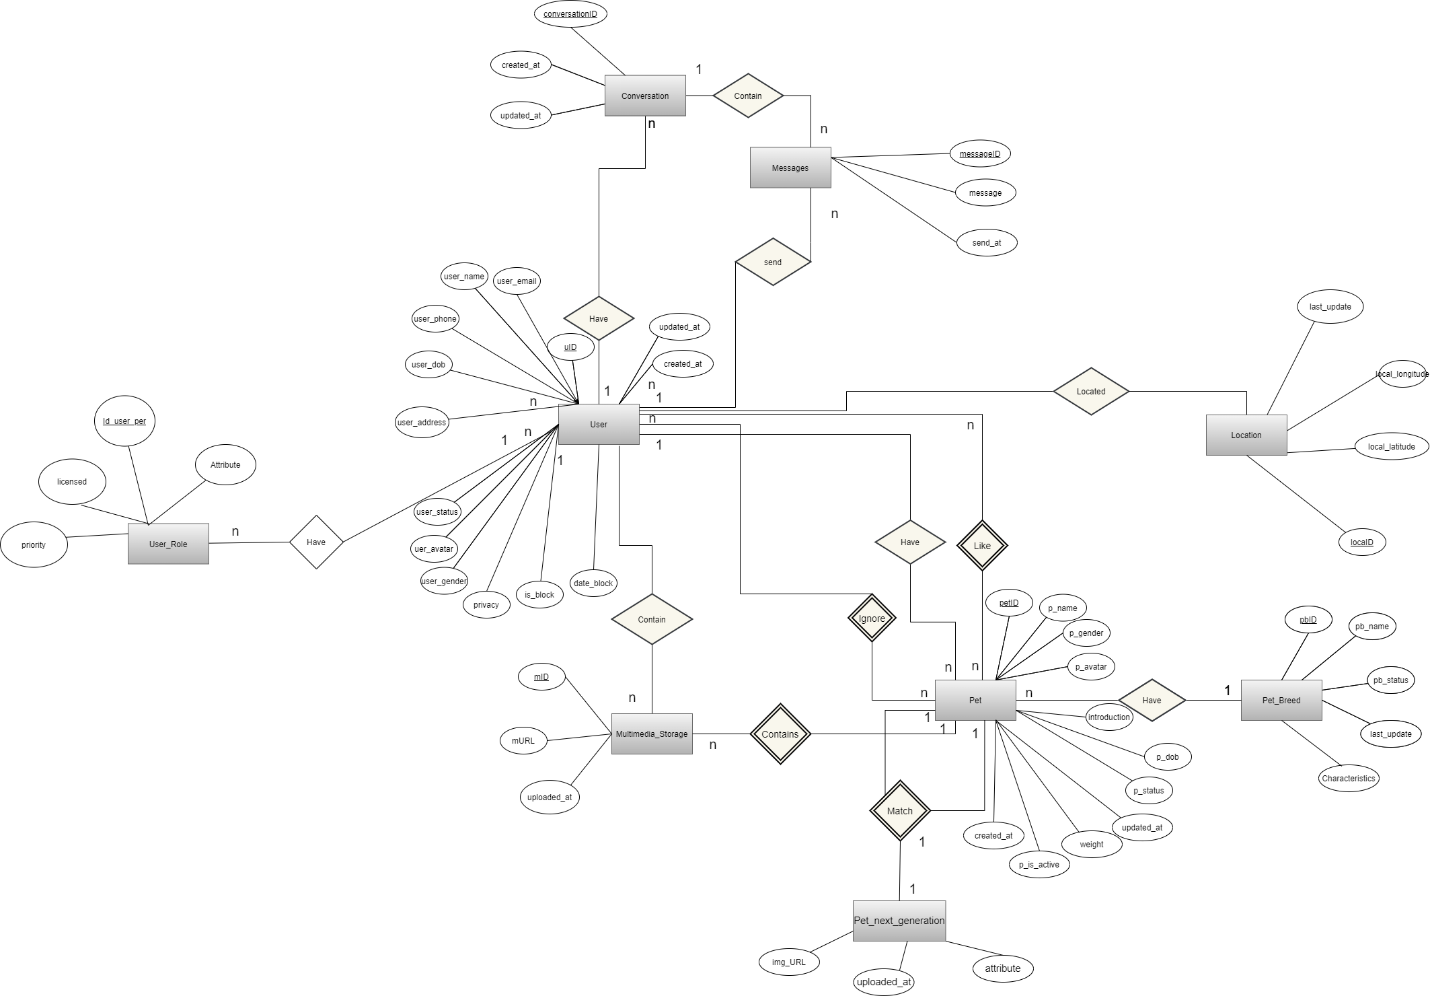 conversationID
created_at
updated_at
Conversation
1
Contain
n
n
Messages
messageID
message
send_at
n
send
Have
user_name
user_email
user_phone
uID
updated_at
created_at
user_dob
user_address
n
1
n
1
User
n
n
1
1
1
n
Located
last_update
local_longitude
local_latitude
Location
localD
Id_user_per
licensed
Attribute
priority
User_Role
n
Have
user_status
uer_avatar
user_gender
privacy
is_block
date_block
Contain
Have
Like
Ignore
petID
p_name
p_gender
p_avatar
n
n
n
1
1
1
Pet
n
Have
1
Pet_Breed
pbID
pb_name
pb_status
last_update
Characteristics
introduction
p_dob
p_status
updated_at
weight
p_is_active
created_at
mID
mURL
uploaded_at
n
Multimedia_Storage
n
Contains
Match
1
1
Pet_next_generation
img_URL
uploaded_at
attribute